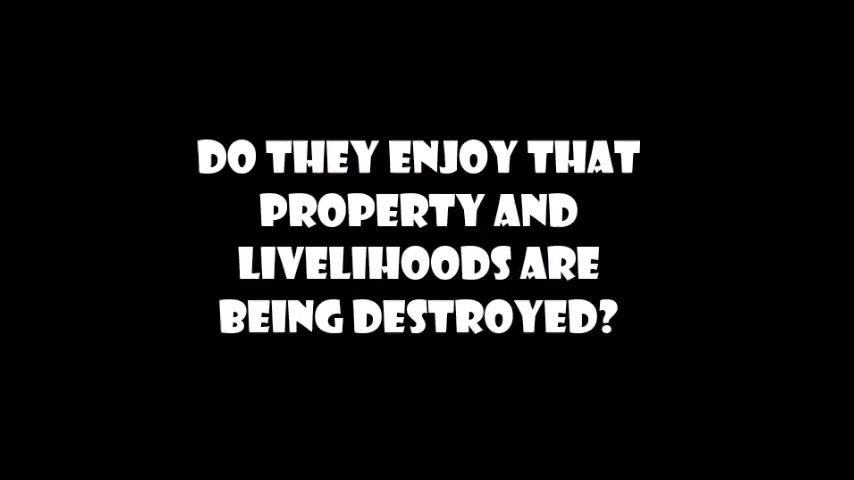 DO THEY ENJOY THAT
PROPERTY AND
LIVELIHOODS ARE
BEING DESTROYED?